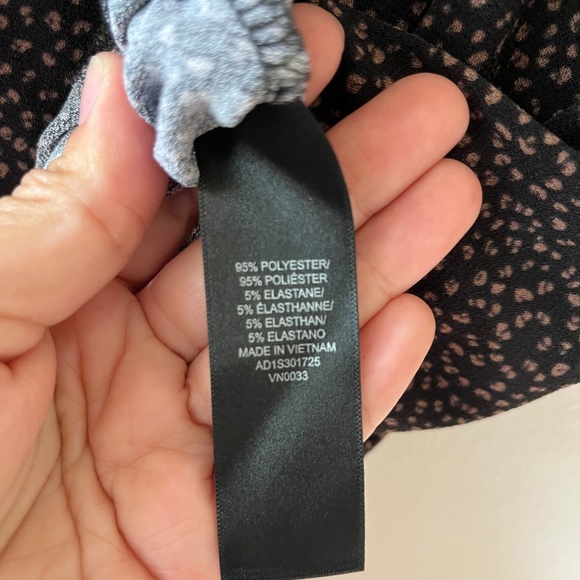 95% POLYESTER/
95% POLIÉSTER
5% ELASTANE/
5% ÉLASTHANNE/
5% ELASTHAN/
5% ELASTANO
MADE IN VIETNAM
AD1S301725
VN0033